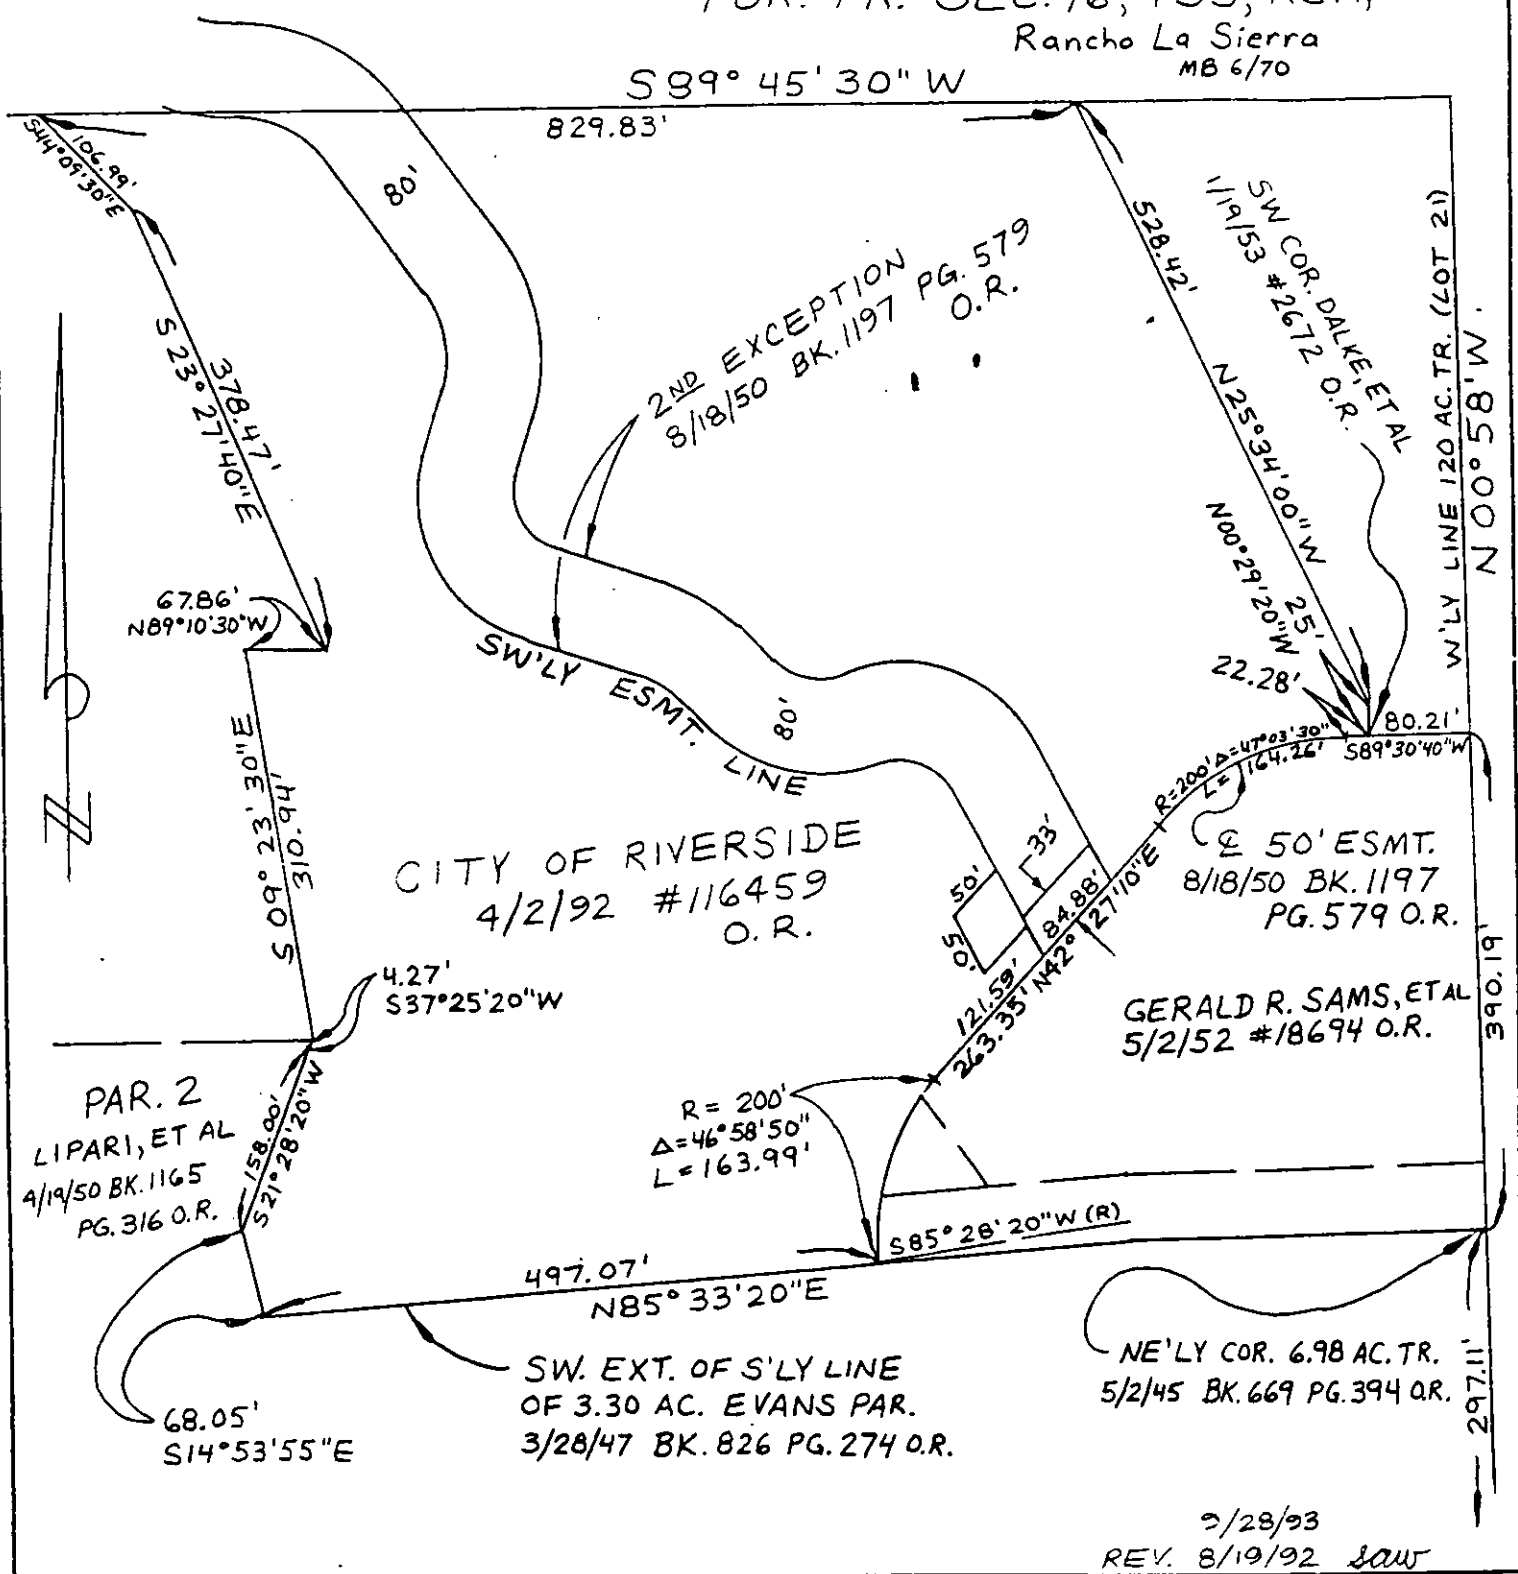 Rancho La Sierra
MB 6/70
S89° 45' 30" W
829.83'
106.99'
S44°09'30"E
80'
528.42'
N25°34'00"W
SW COR. DALKE, ET AL
1/19/53 #2672 O.R.
W'LY LINE 120 AC. TR. (LOT 21)
N 00° 58' W.
2ND EXCEPTION
8/18/50 BK. 1197 PG. 579
O.R.
378.47'
S 23° 27' 40" E
67.86'
N89°10'30"W
N00°29'20"W
25'
22.28'
80.21'
S89°30'40"W
R=200' Δ=47°03'30"
L= 164.26'
SW'LY ESMT. LINE
80'
S 09° 23' 30"E
310.94'
CITY OF RIVERSIDE
4/2/92 #116459
O.R.
33'
50'
50'
84.88'
N42° 27'10"E
121.59'
263.35'
℄ 50' ESMT.
8/18/50 BK. 1197
PG. 579 O.R.
4.27'
S37°25'20"W
GERALD R. SAMS, ET AL
5/2/52 #18694 O.R.
390.19'
PAR. 2
LIPARI, ET AL
4/19/50 BK. 1165
PG. 316 O.R.
158.00'
S21°28'20"W
R= 200'
Δ=46°58'50"
L=163.99'
S85°28'20"W (R)
497.07'
N85°33'20"E
68.05'
S14°53'55"E
SW. EXT. OF S'LY LINE
OF 3.30 AC. EVANS PAR.
3/28/47 BK. 826 PG. 274 O.R.
NE'LY COR. 6.98 AC. TR.
5/2/45 BK. 669 PG. 394 O.R.
297.11'
N
9/28/93
REV. 8/19/92 saw